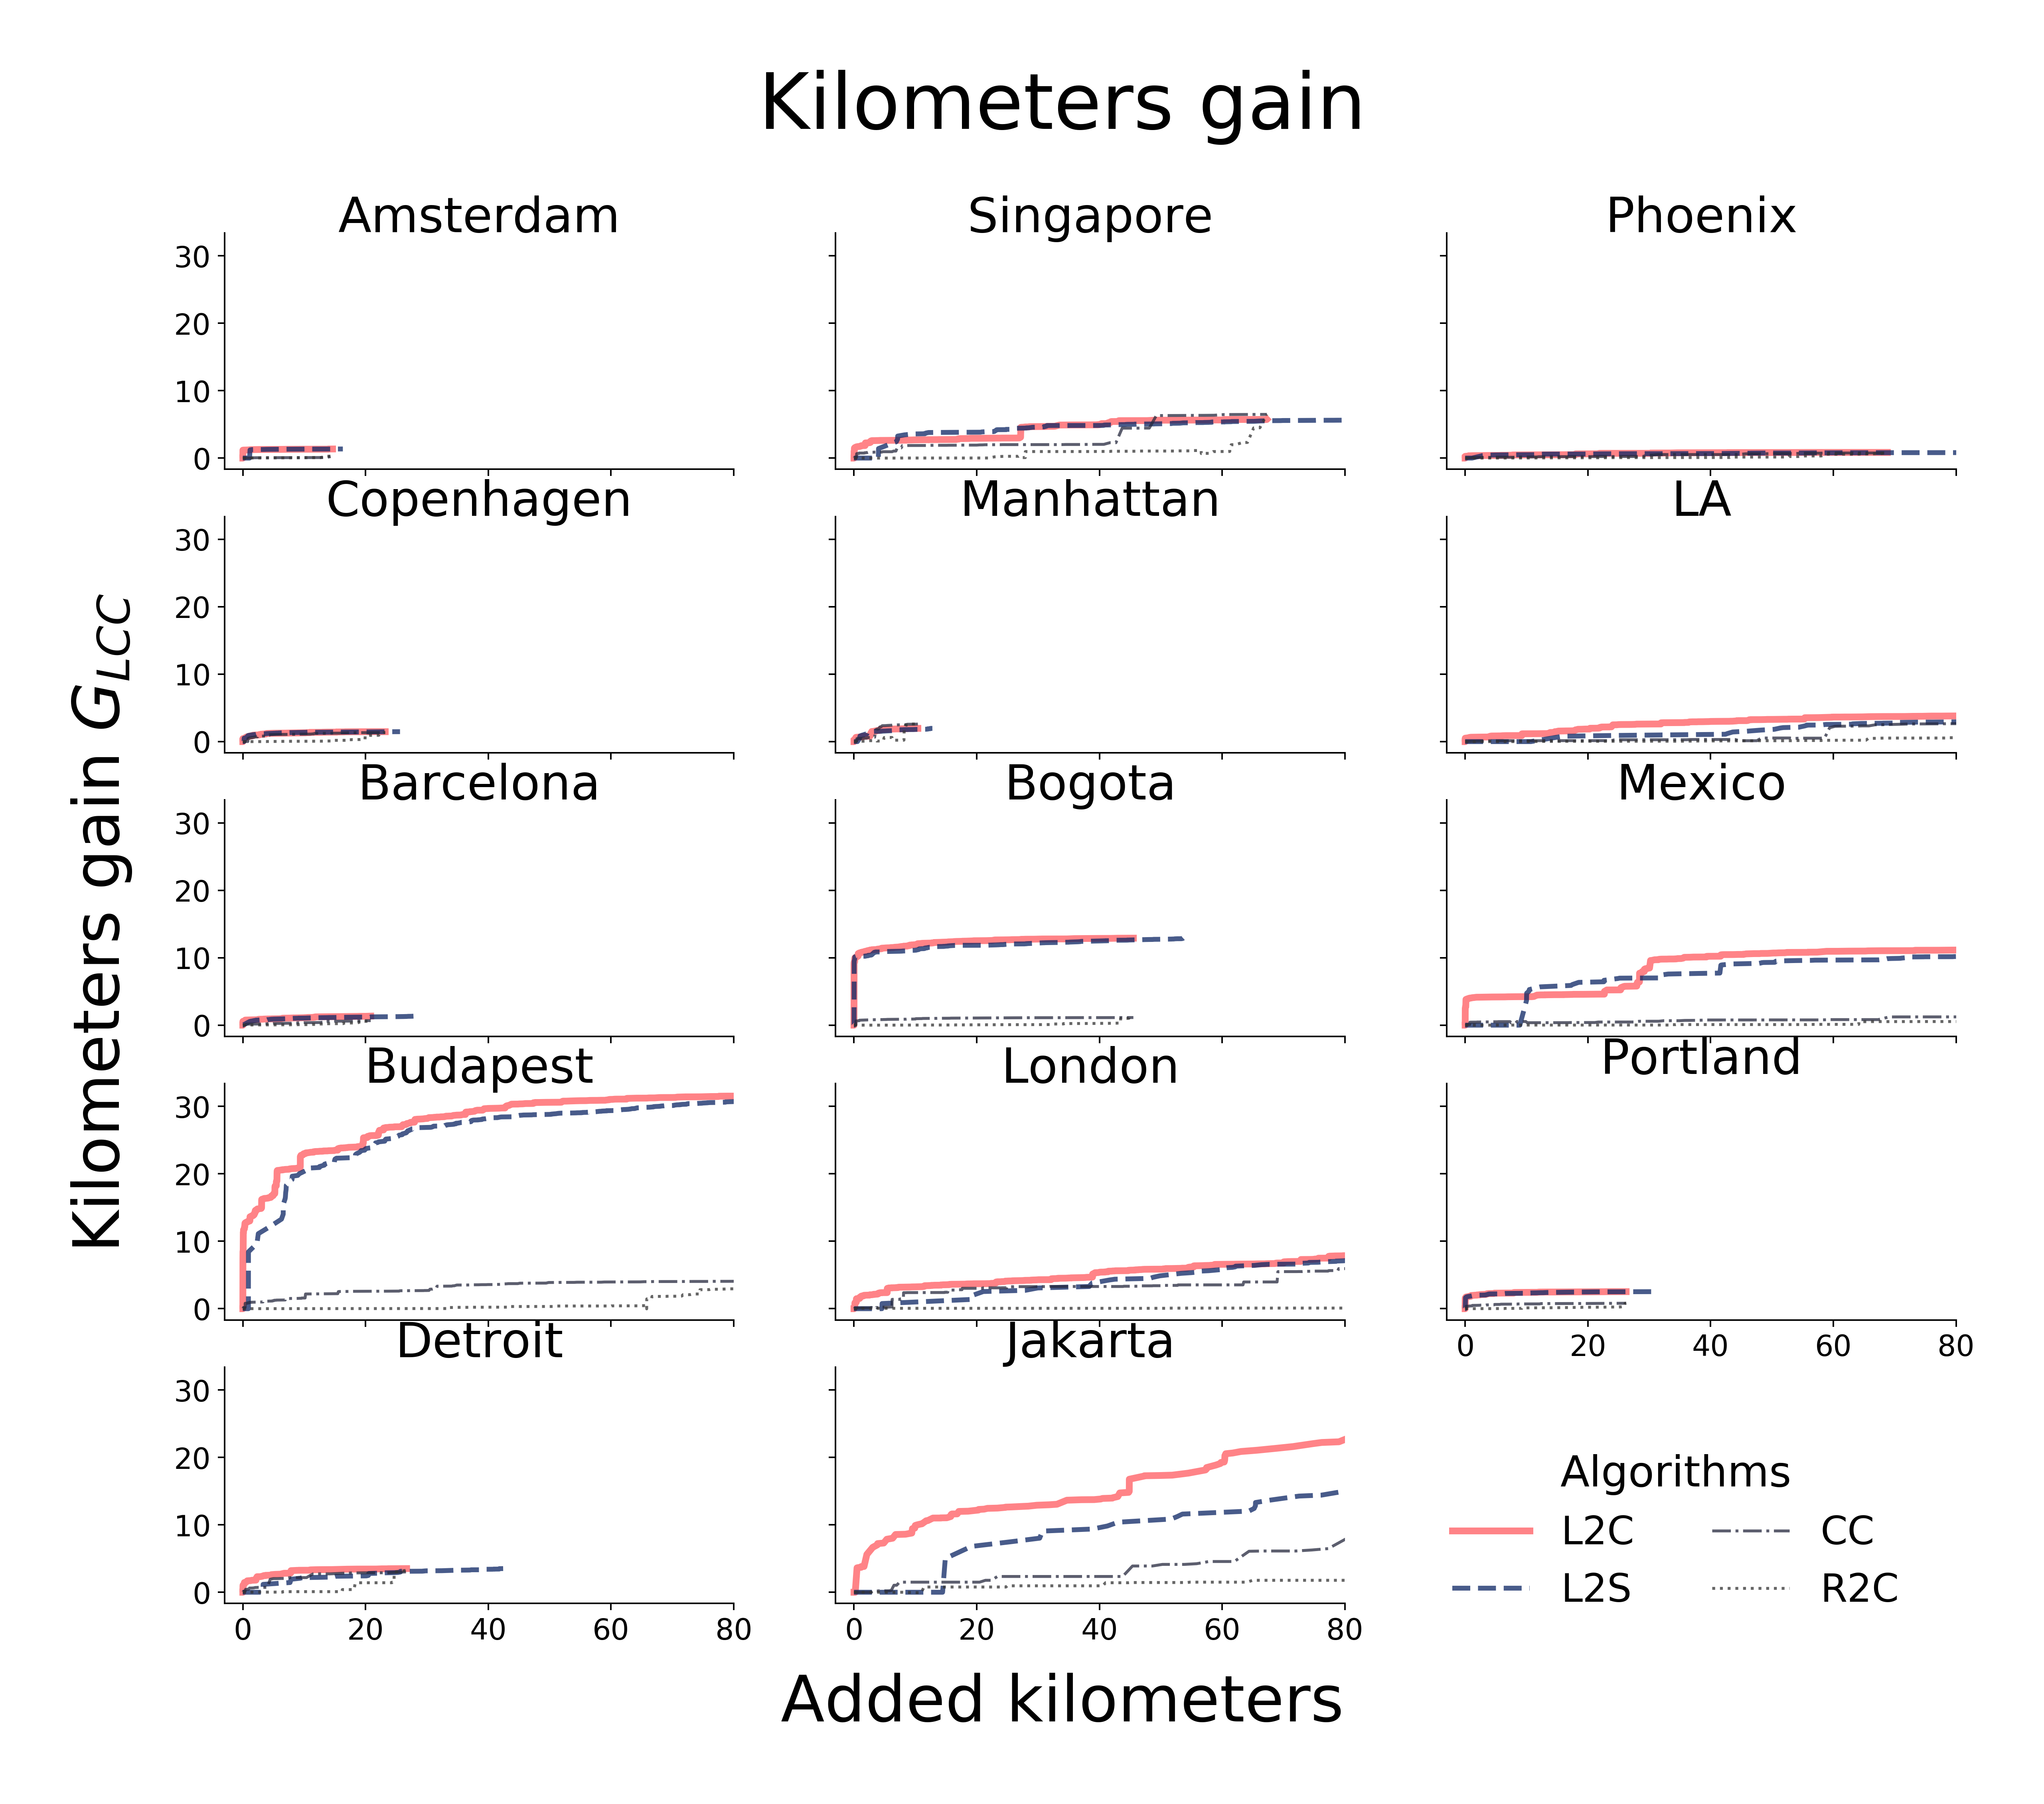 Kilometers gain
Amsterdam
Singapore
Phoenix
30
20
10
0
Copenhagen
Manhattan
LA
30
20
10
0
Barcelona
Bogota
Mexico
30
20
10
0
Budapest
London
Portland
30
20
10
0
0 20 40 60 80
Detroit
Jakarta
30
20
10
0
0 20 40 60 80
0 20 40 60 80
Kilometers gain G_LCC
Added kilometers
Algorithms
L2C
CC
L2S
R2C